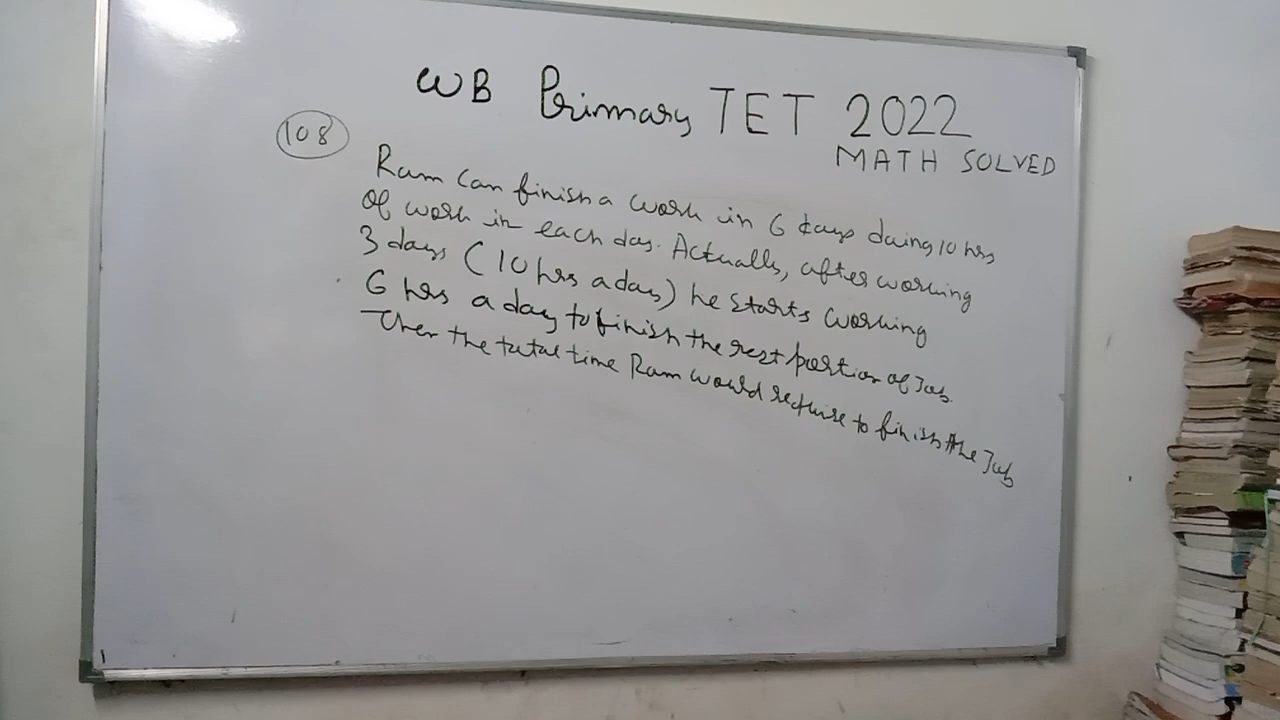 WB Primary TET 2022
MATH SOLVED
108
Ram can finish a work in 6 days doing 10 hrs
of work in each day. Actually, after working
3 days (10 hrs a day) he starts working
6 hrs a day to finish the rest portion of Job.
Then the total time Ram would require to finish the Job